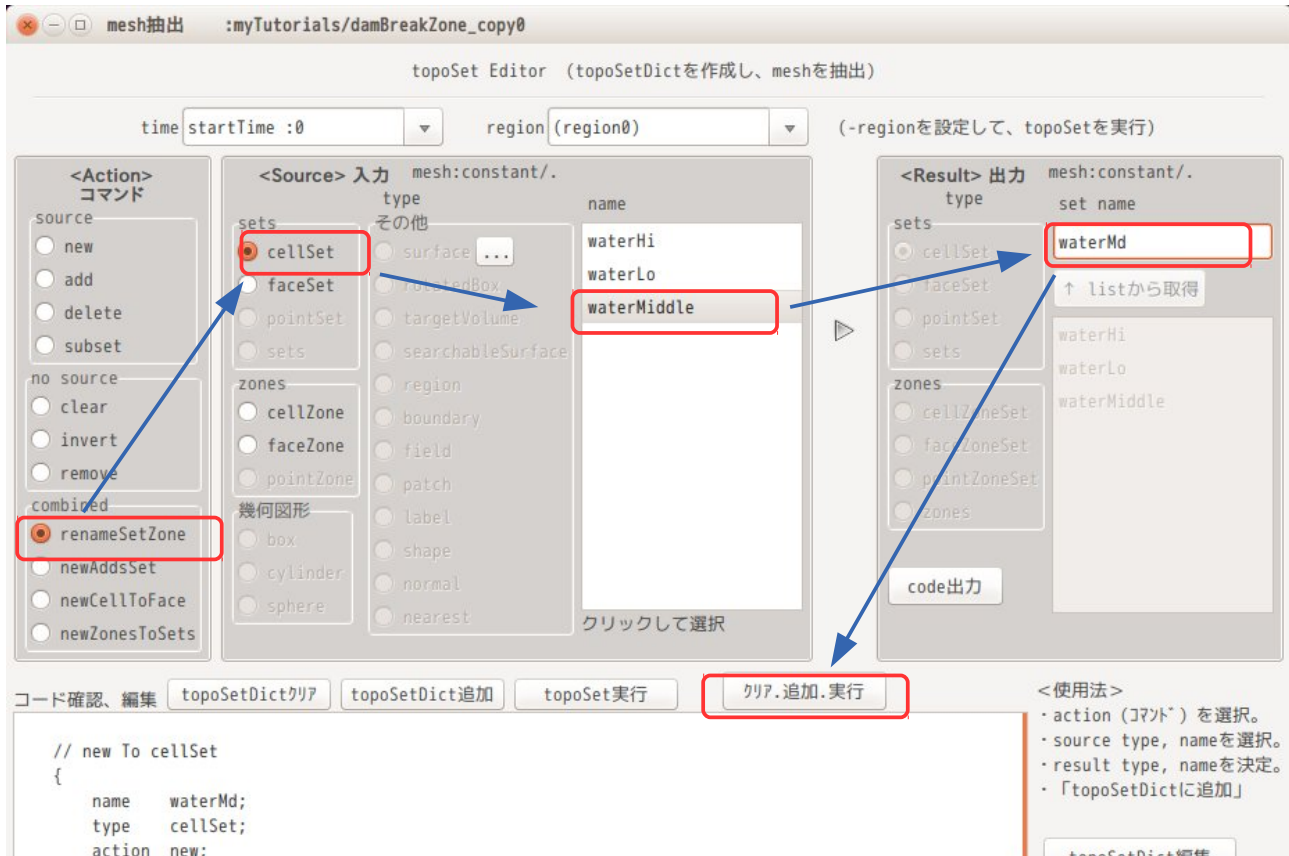 mesh抽出 :myTutorials/damBreakZone_copy0
topoSet Editor (topoSetDictを作成し、meshを抽出)
time startTime :0 region (region0) (-regionを設定して、topoSetを実行)
<Action>
コマンド
source
new
add
delete
subset
no source
clear
invert
remove
combined
renameSetZone
newAddsSet
newCellToFace
newZonesToSets
<Source> 入力 mesh:constant/.
type
name
sets
cellSet
faceSet
pointSet
sets
zones
cellZone
faceZone
pointZone
幾何図形
box
cylinder
sphere
その他
surface ...
rotatedBox
targetVolume
searchableSurface
region
boundary
field
patch
label
shape
normal
nearest
waterHi
waterLo
waterMiddle
クリックして選択
<Result> 出力 mesh:constant/.
type
set name
sets
cellSet
faceSet
pointSet
sets
zones
cellZoneSet
faceZoneSet
pointZoneSet
zones
code出力
waterMd
↑ listから取得
waterHi
waterLo
waterMiddle
コード確認、編集 topoSetDictｸﾘｱ topoSetDict追加 topoSet実行 ｸﾘｱ.追加.実行
// new To cellSet
{
name waterMd;
type cellSet;
action new;
<使用法>
・action (ｺﾏﾝﾄﾞ) を選択。
・source type, nameを選択。
・result type, nameを決定。
・「topoSetDictに追加」
topoSetDict編集